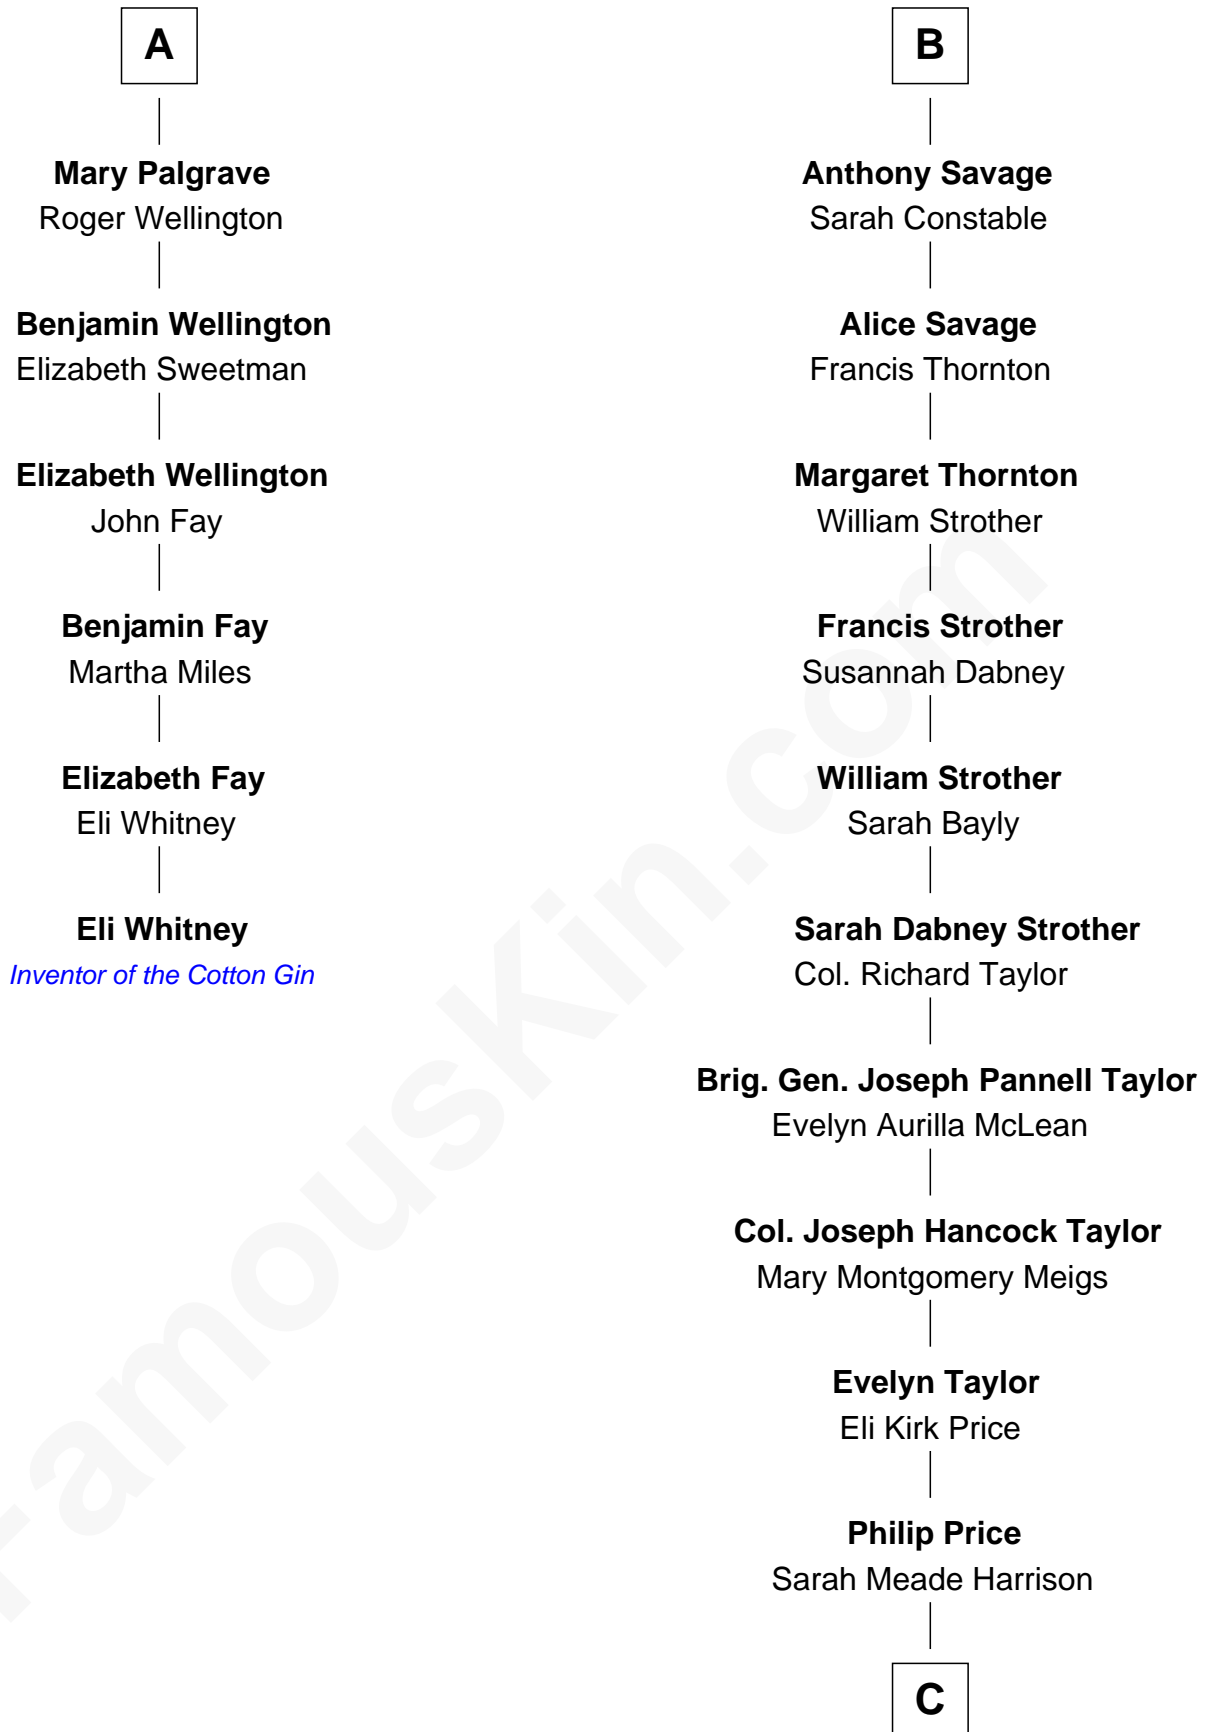 A
Mary Palgrave
Roger Wellington
Benjamin Wellington
Elizabeth Sweetman
Elizabeth Wellington
John Fay
Benjamin Fay
Martha Miles
Elizabeth Fay
Eli Whitney
Eli Whitney
Inventor of the Cotton Gin
B
Anthony Savage
Sarah Constable
Alice Savage
Francis Thornton
Margaret Thornton
William Strother
Francis Strother
Susannah Dabney
William Strother
Sarah Bayly
Sarah Dabney Strother
Col. Richard Taylor
Brig. Gen. Joseph Pannell Taylor
Evelyn Aurilla McLean
Col. Joseph Hancock Taylor
Mary Montgomery Meigs
Evelyn Taylor
Eli Kirk Price
Philip Price
Sarah Meade Harrison
C
FamousKin.com